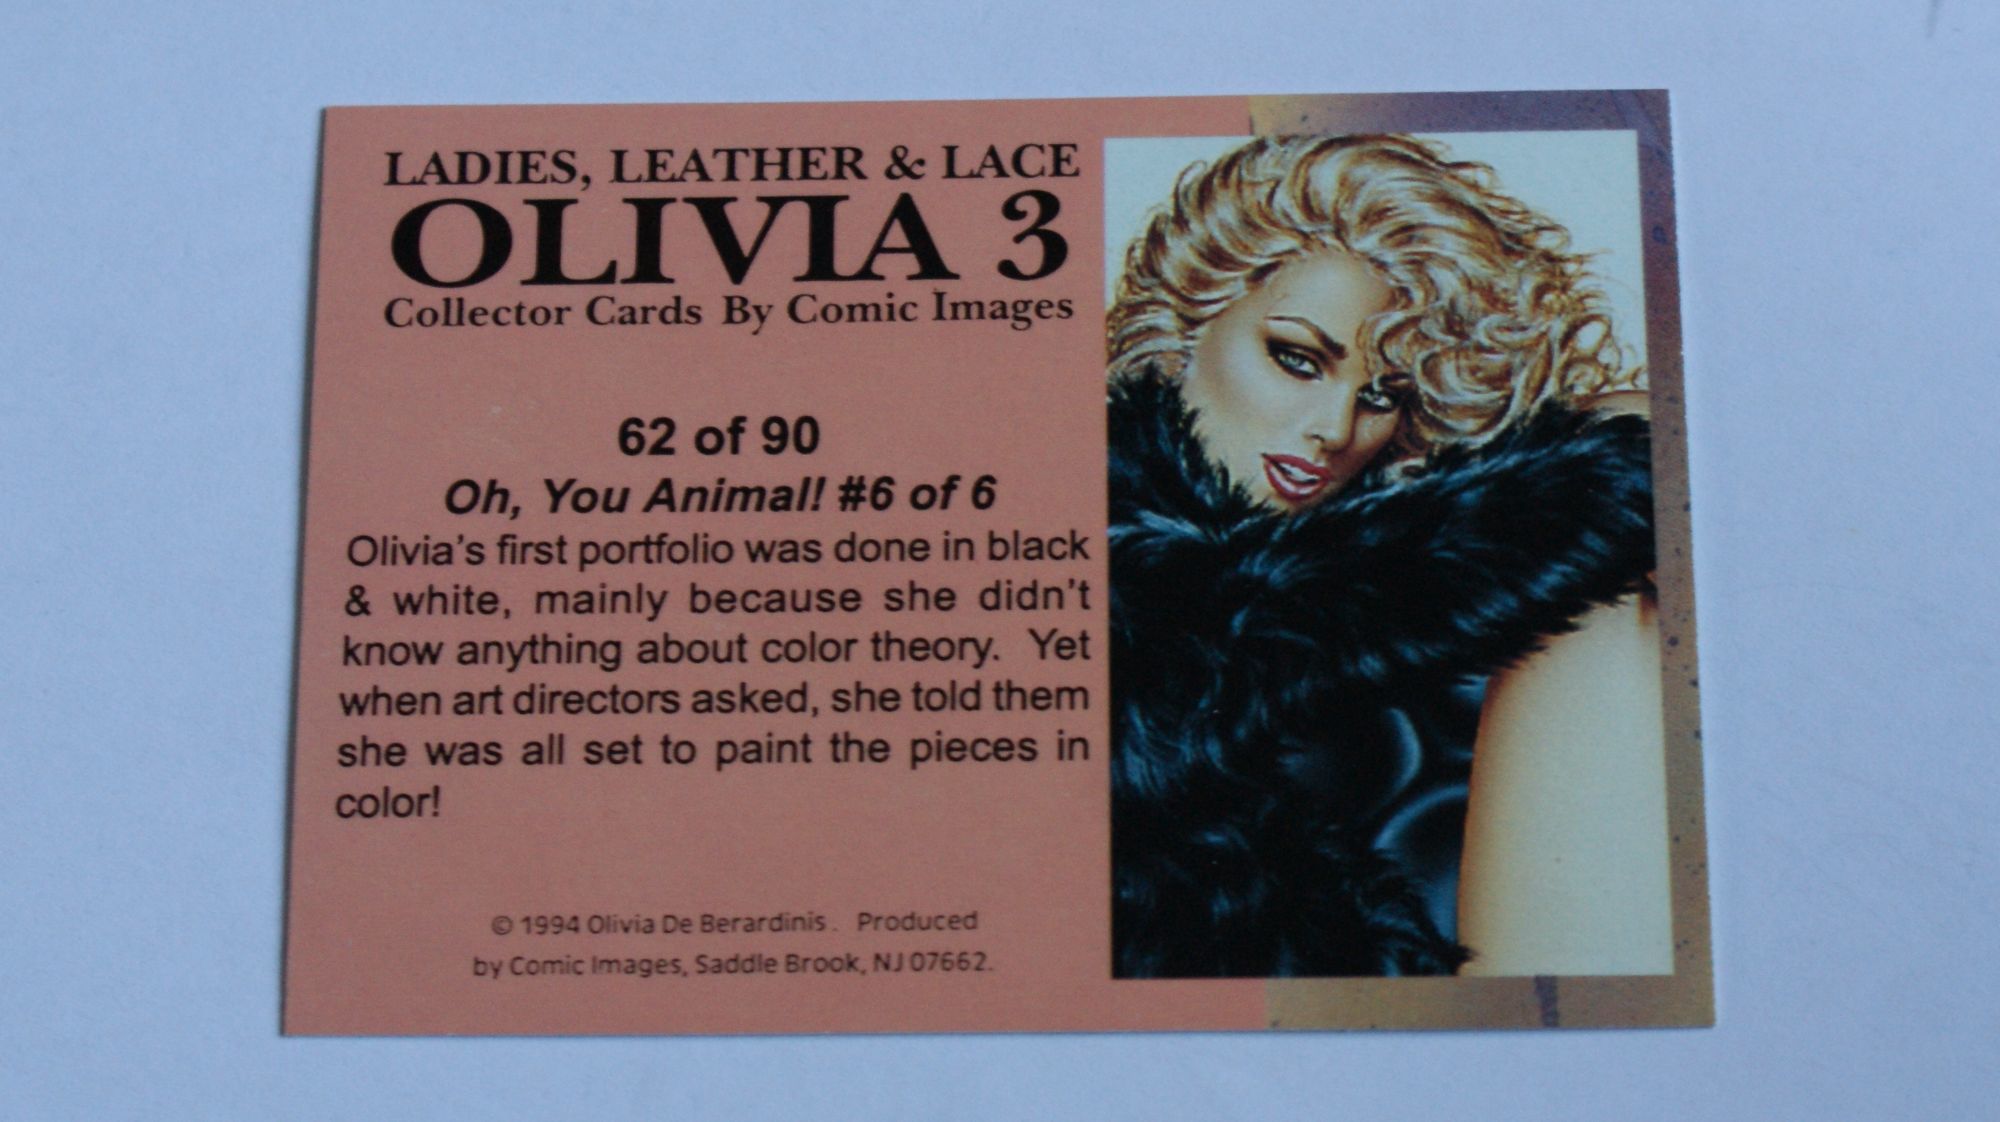 LADIES, LEATHER & LACE
OLIVIA 3
Collector Cards By Comic Images
62 of 90
Oh, You Animal! #6 of 6
Olivia's first portfolio was done in black
& white, mainly because she didn't
know anything about color theory. Yet
when art directors asked, she told them
she was all set to paint the pieces in
color!
© 1994 Olivia De Berardinis. Produced
by Comic Images, Saddle Brook, NJ 07662.